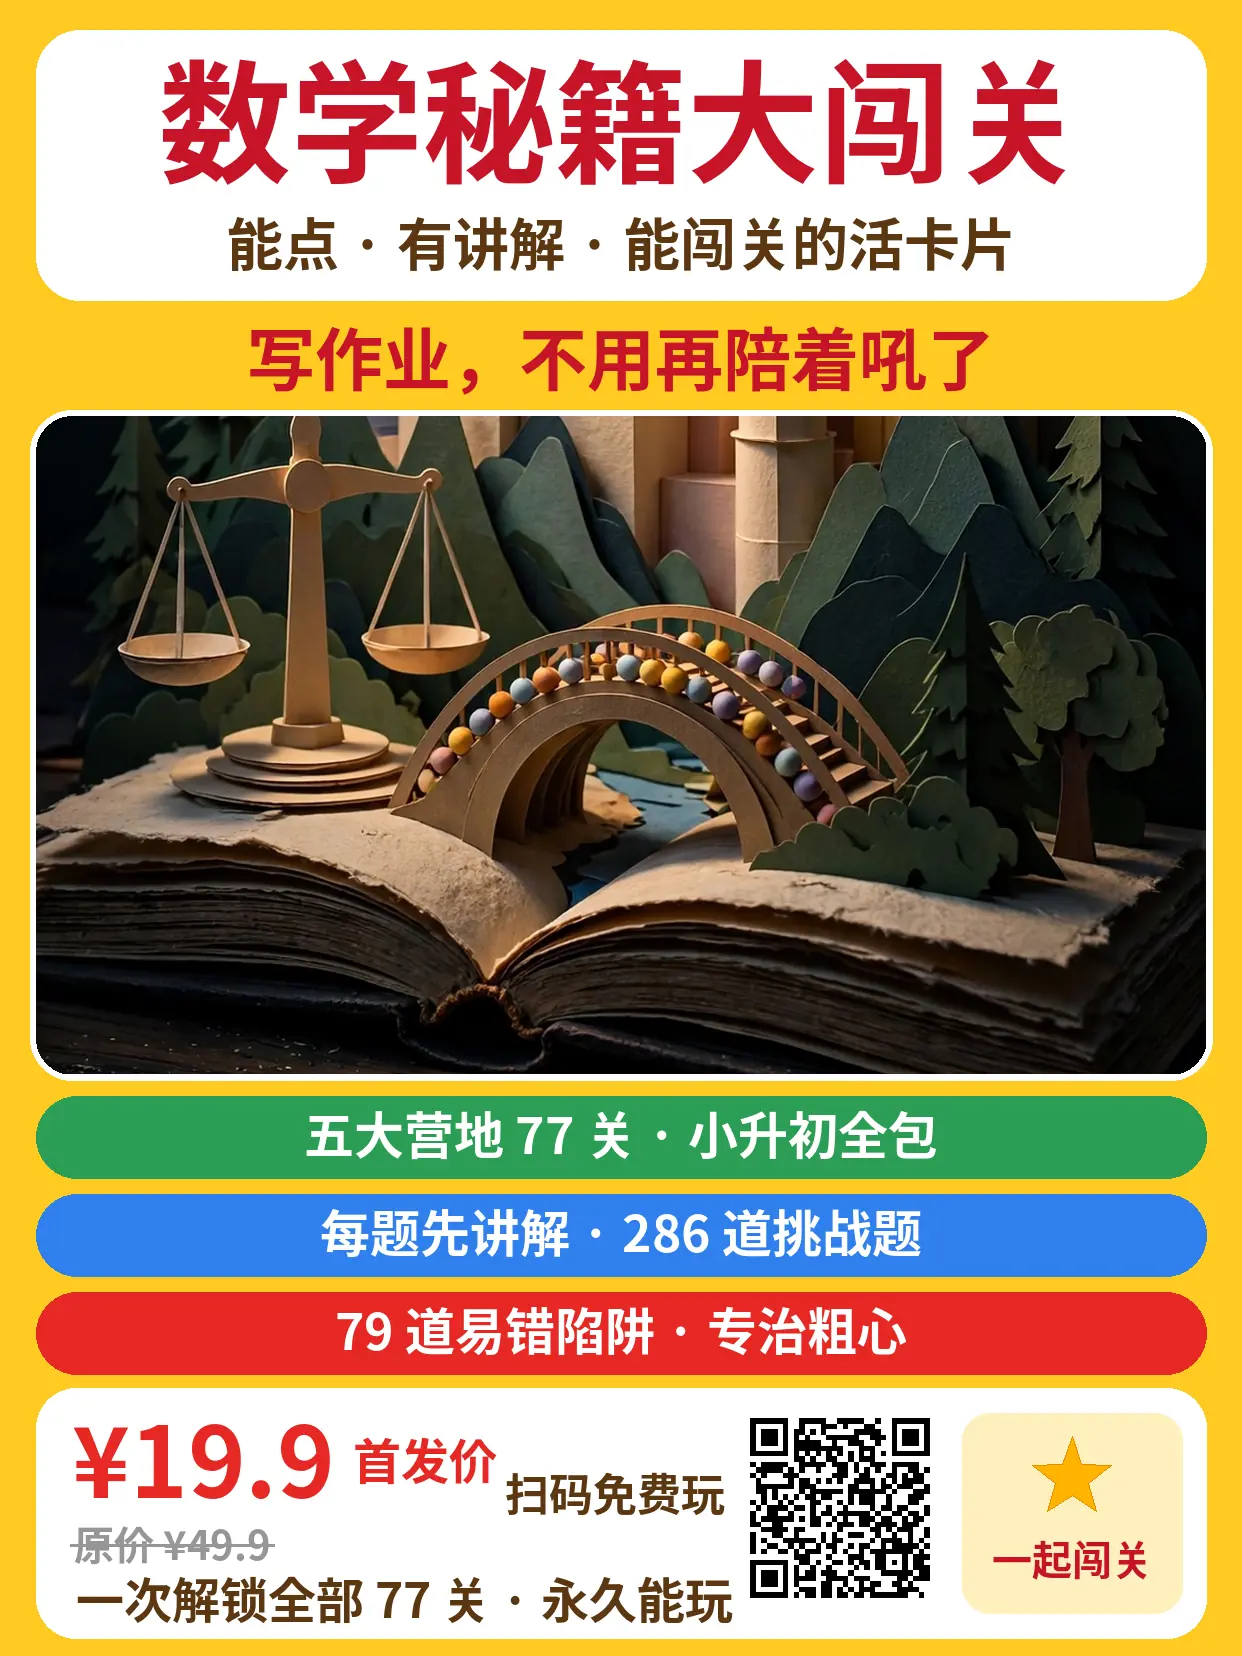 数学秘籍大闯关
能点 · 有讲解 · 能闯关的活卡片
写作业，不用再陪着吼了
五大营地 77 关 · 小升初全包
每题先讲解 · 286 道挑战题
79 道易错陷阱 · 专治粗心
¥19.9 首发价
扫码免费玩
原价 ¥49.9
一次解锁全部 77 关 · 永久能玩
一起闯关